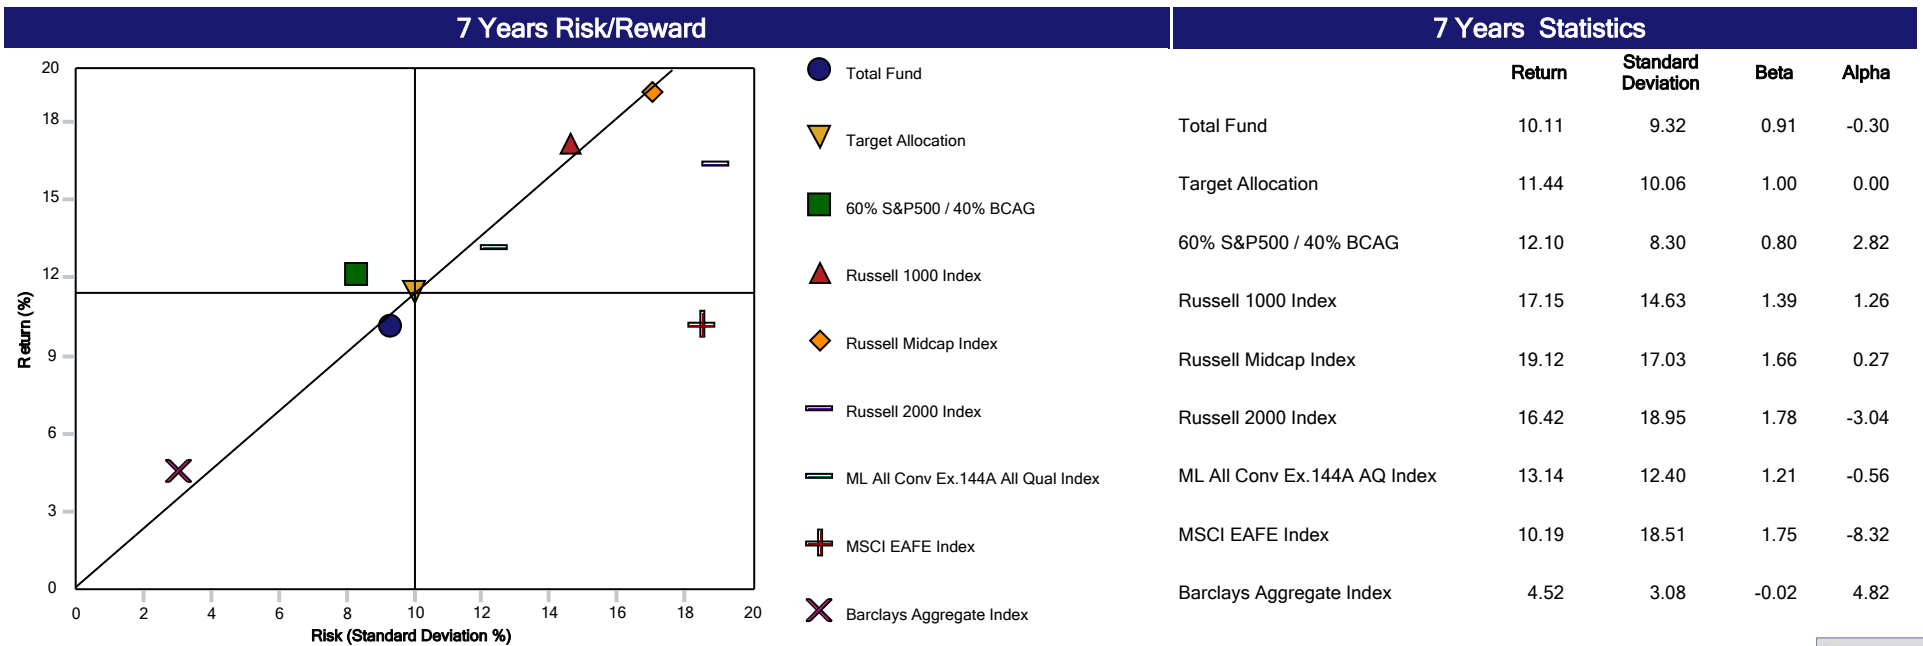 7 Years Risk/Reward
20
18
15
12
9
6
3
0
0 2 4 6 8 10 12 14 16 18 20
Return (%)
Risk (Standard Deviation %)
Total Fund
Target Allocation
60% S&P500 / 40% BCAG
Russell 1000 Index
Russell Midcap Index
Russell 2000 Index
ML All Conv Ex.144A All Qual Index
MSCI EAFE Index
Barclays Aggregate Index
7 Years Statistics
Return Standard Deviation Beta Alpha
Total Fund 10.11 9.32 0.91 -0.30
Target Allocation 11.44 10.06 1.00 0.00
60% S&P500 / 40% BCAG 12.10 8.30 0.80 2.82
Russell 1000 Index 17.15 14.63 1.39 1.26
Russell Midcap Index 19.12 17.03 1.66 0.27
Russell 2000 Index 16.42 18.95 1.78 -3.04
ML All Conv Ex.144A AQ Index 13.14 12.40 1.21 -0.56
MSCI EAFE Index 10.19 18.51 1.75 -8.32
Barclays Aggregate Index 4.52 3.08 -0.02 4.82